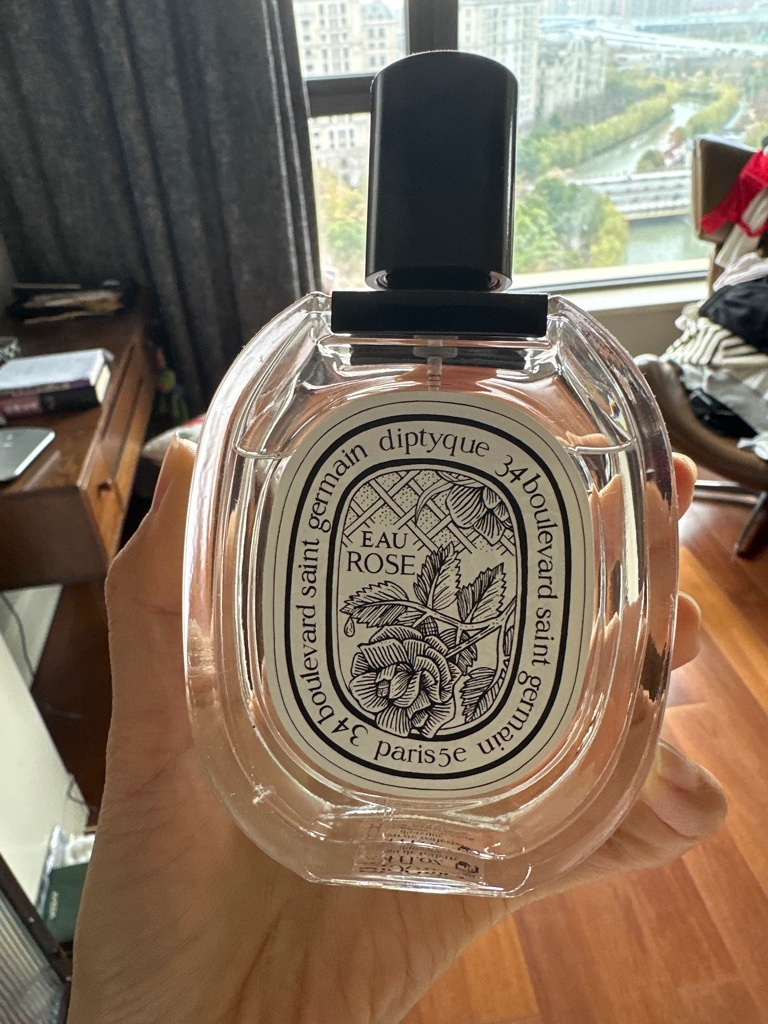 diptyque 34 boulevard saint germain paris 5e 34 boulevard saint germain
EAU
ROSE